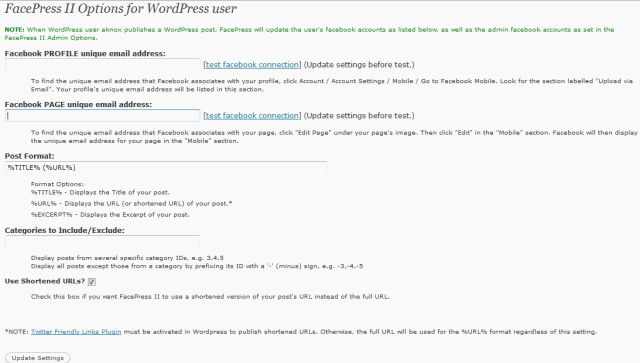 FacePress II Options for WordPress user
NOTE: When WordPress user aknox publishes a WordPress post, FacePress will update the user's facebook accounts as listed below, as well as the admin facebook accounts as set in the
FacePress II Admin Options.
Facebook PROFILE unique email address:
[test facebook connection] (Update settings before test.)
To find the unique email address that Facebook associates with your profile, click Account / Account Settings / Mobile / Go to Facebook Mobile. Look for the section labelled "Upload via
Email". Your profile's unique email address will be listed in this section.
Facebook PAGE unique email address:
[test facebook connection] (Update settings before test.)
To find the unique email address that Facebook associates with your page, click "Edit Page" under your page's image. Then click "Edit" in the "Mobile" section. Facebook will then display
the unique email address for your page in the "Mobile" section.
Post Format:
%TITLE% (%URL%)
Format Options:
%TITLE% - Displays the Title of your post.
%URL% - Displays the URL (or shortened URL) of your post.*
%EXCERPT% - Displays the Excerpt of your post.
Categories to Include/Exclude:
Display posts from several specific category IDs, e.g. 3,4,5
Display all posts except those from a category by prefixing its ID with a '-' (minus) sign, e.g. -3,-4,-5
Use Shortened URLs?
Check this box if you want FacePress II to use a shortened version of your post's URL instead of the full URL.
*NOTE: Twitter Friendly Links Plugin must be activated in Wordpress to publish shortened URLs. Otherwise, the full URL will be used for the %URL% format regardless of this setting.
Update Settings